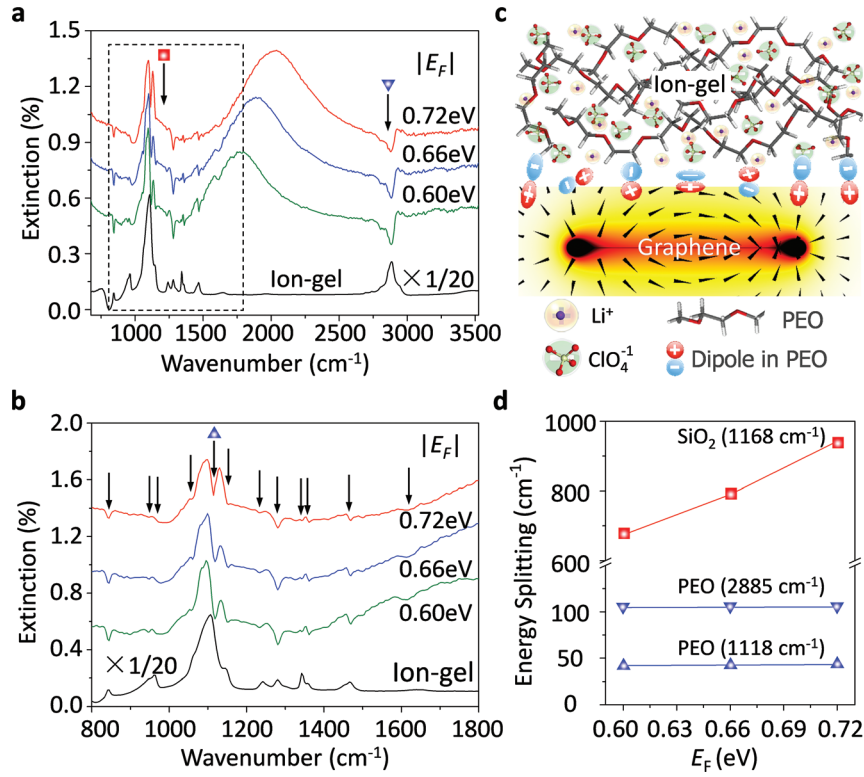 a
Extinction (%)
1.5
1.2
0.9
0.6
0.3
0.0
|E_F|
0.72eV
0.66eV
0.60eV
Ion-gel
×1/20
1000 1500 2000 2500 3000 3500
Wavenumber (cm⁻¹)
c
Ion-gel
Graphene
Li⁺
PEO
ClO₄⁻¹
Dipole in PEO
b
Extinction (%)
2.0
1.6
1.2
0.8
0.4
0.0
|E_F|
0.72eV
0.66eV
0.60eV
×1/20
Ion-gel
800 1000 1200 1400 1600 1800
Wavenumber (cm⁻¹)
d
Energy Splitting (cm⁻¹)
1000
800
600
100
50
0
SiO₂ (1168 cm⁻¹)
PEO (2885 cm⁻¹)
PEO (1118 cm⁻¹)
0.60 0.63 0.66 0.69 0.72
E_F (eV)